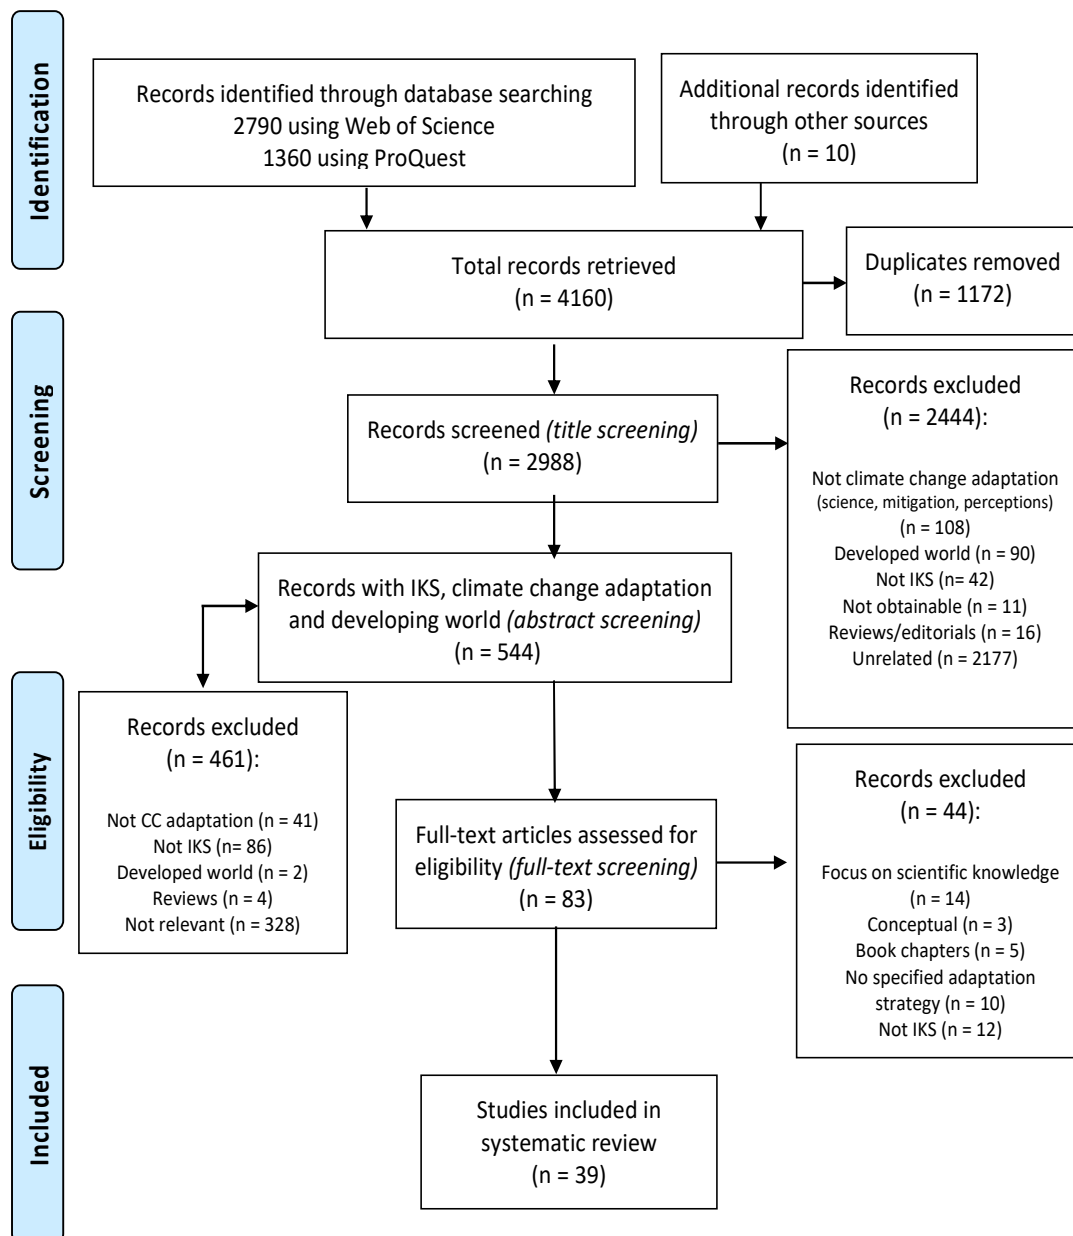 Identification
Records identified through database searching
2790 using Web of Science
1360 using ProQuest
Additional records identified
through other sources
(n = 10)
Total records retrieved
(n = 4160)
Duplicates removed
(n = 1172)
Screening
Records screened (title screening)
(n = 2988)
Records excluded
(n = 2444):
Not climate change adaptation
(science, mitigation, perceptions)
(n = 108)
Developed world (n = 90)
Not IKS (n= 42)
Not obtainable (n = 11)
Reviews/editorials (n = 16)
Unrelated (n = 2177)
Records with IKS, climate change adaptation
and developing world (abstract screening)
(n = 544)
Eligibility
Records excluded
(n = 461):
Not CC adaptation (n = 41)
Not IKS (n= 86)
Developed world (n = 2)
Reviews (n = 4)
Not relevant (n = 328)
Full-text articles assessed for
eligibility (full-text screening)
(n = 83)
Records excluded
(n = 44):
Focus on scientific knowledge
(n = 14)
Conceptual (n = 3)
Book chapters (n = 5)
No specified adaptation
strategy (n = 10)
Not IKS (n = 12)
Included
Studies included in
systematic review
(n = 39)